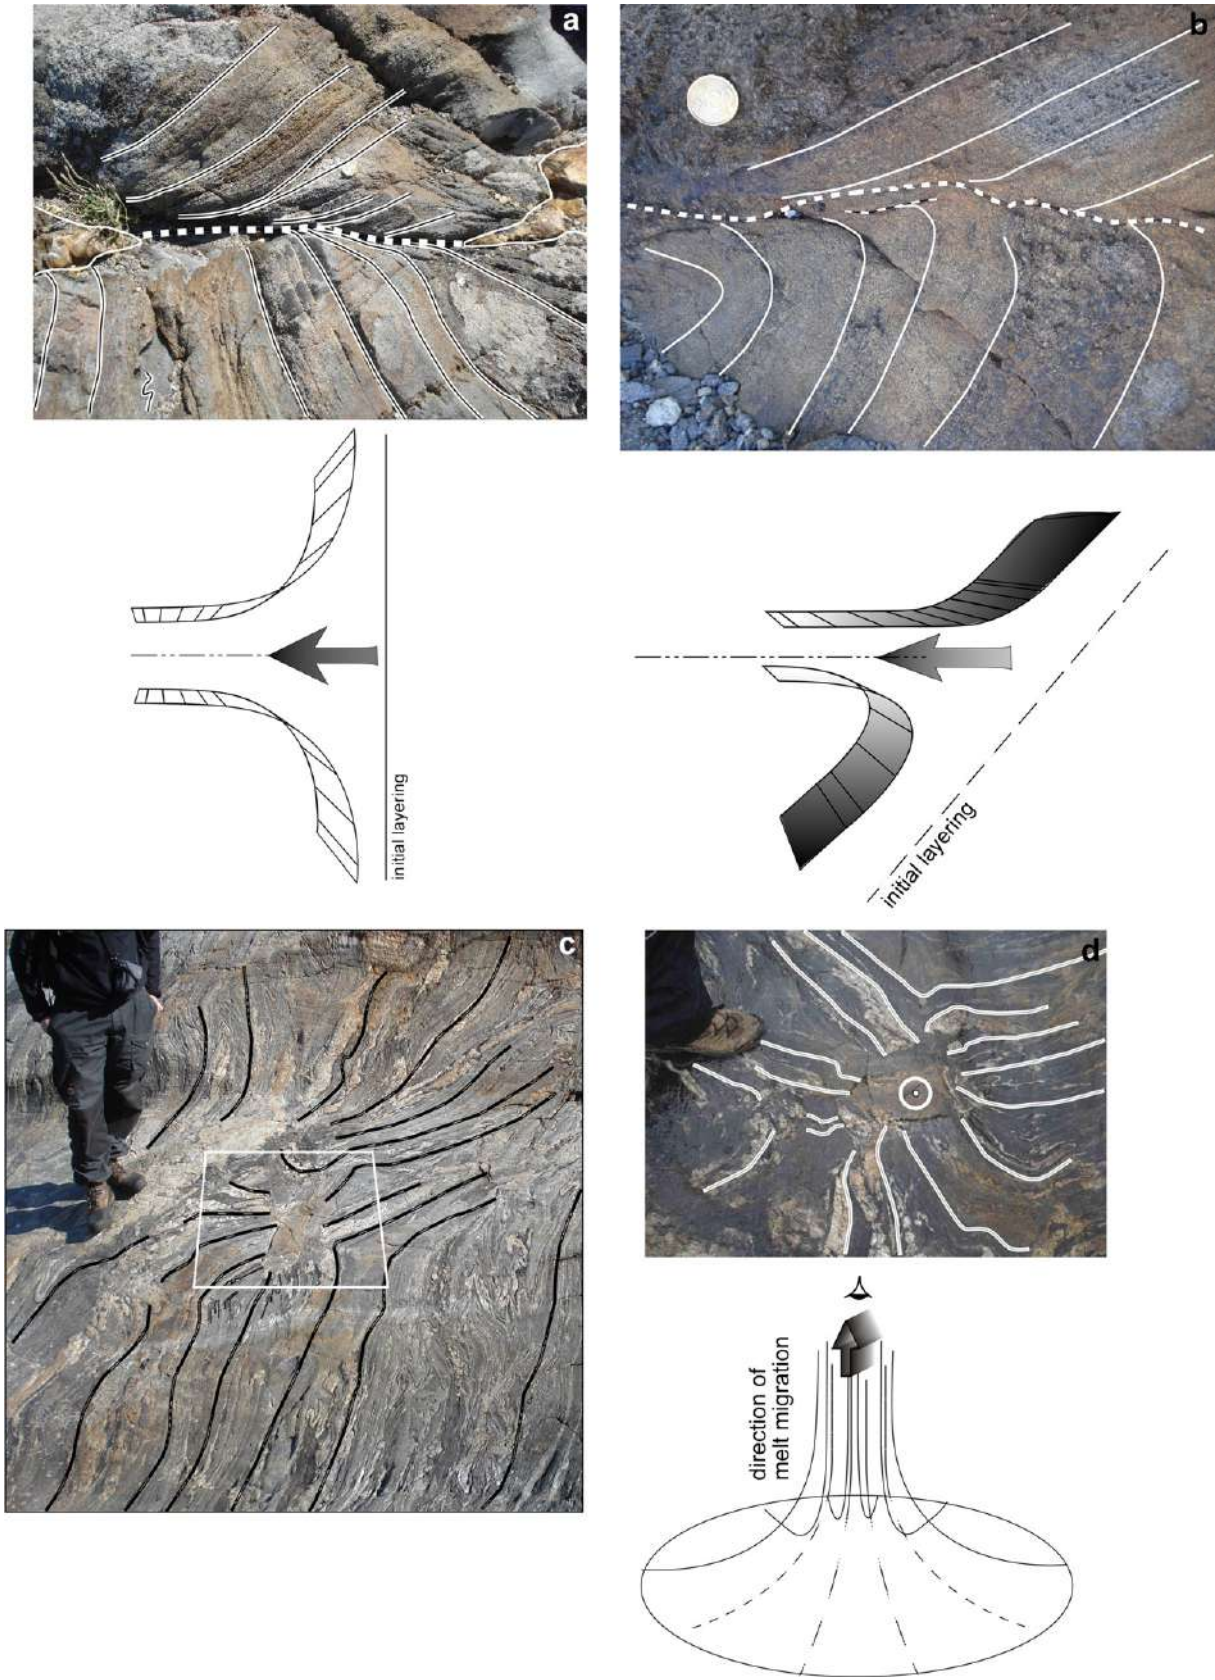 a
b
initial layering
initial layering
c
d
direction of
melt migration